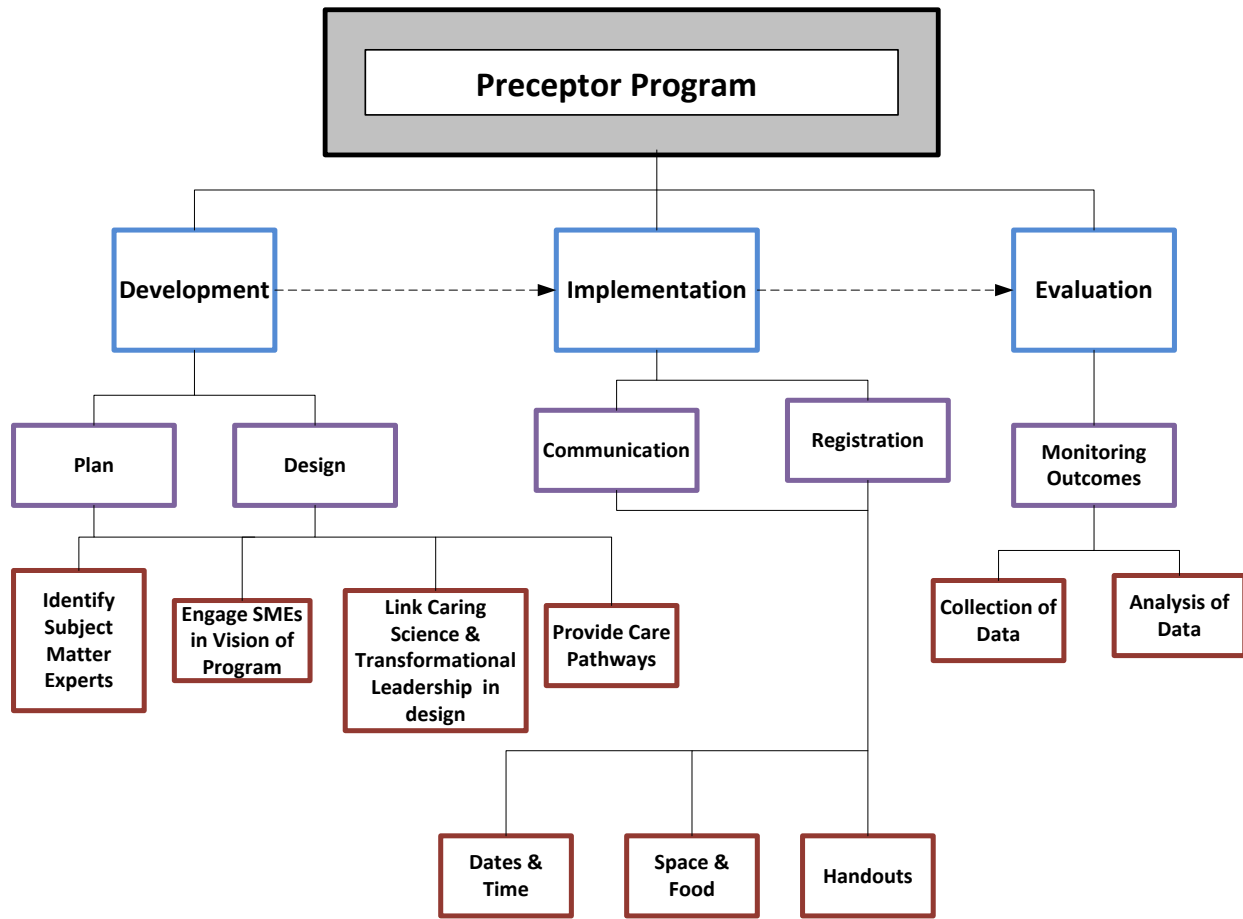 Preceptor Program
Development
Implementation
Evaluation
Plan
Design
Communication
Registration
Monitoring
Outcomes
Identify
Subject
Matter
Experts
Engage SMEs
in Vision of
Program
Link Caring
Science &
Transformational
Leadership in
design
Provide Care
Pathways
Collection of
Data
Analysis of
Data
Dates &
Time
Space &
Food
Handouts